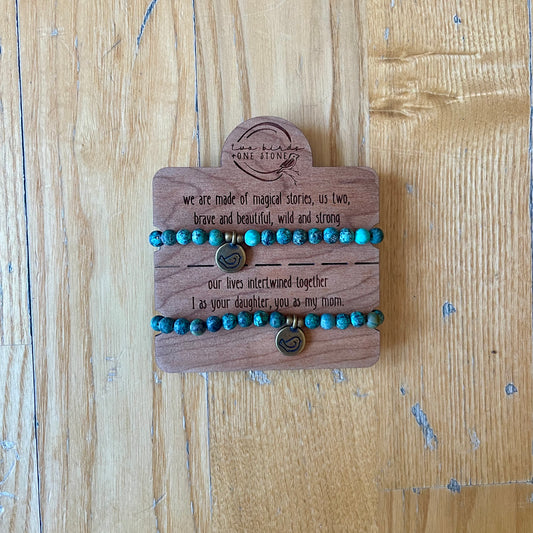 two birds
+ONE STONE
we are made of magical stories, us two,
brave and beautiful, wild and strong
our lives intertwined together
I as your daughter, you as my mom.